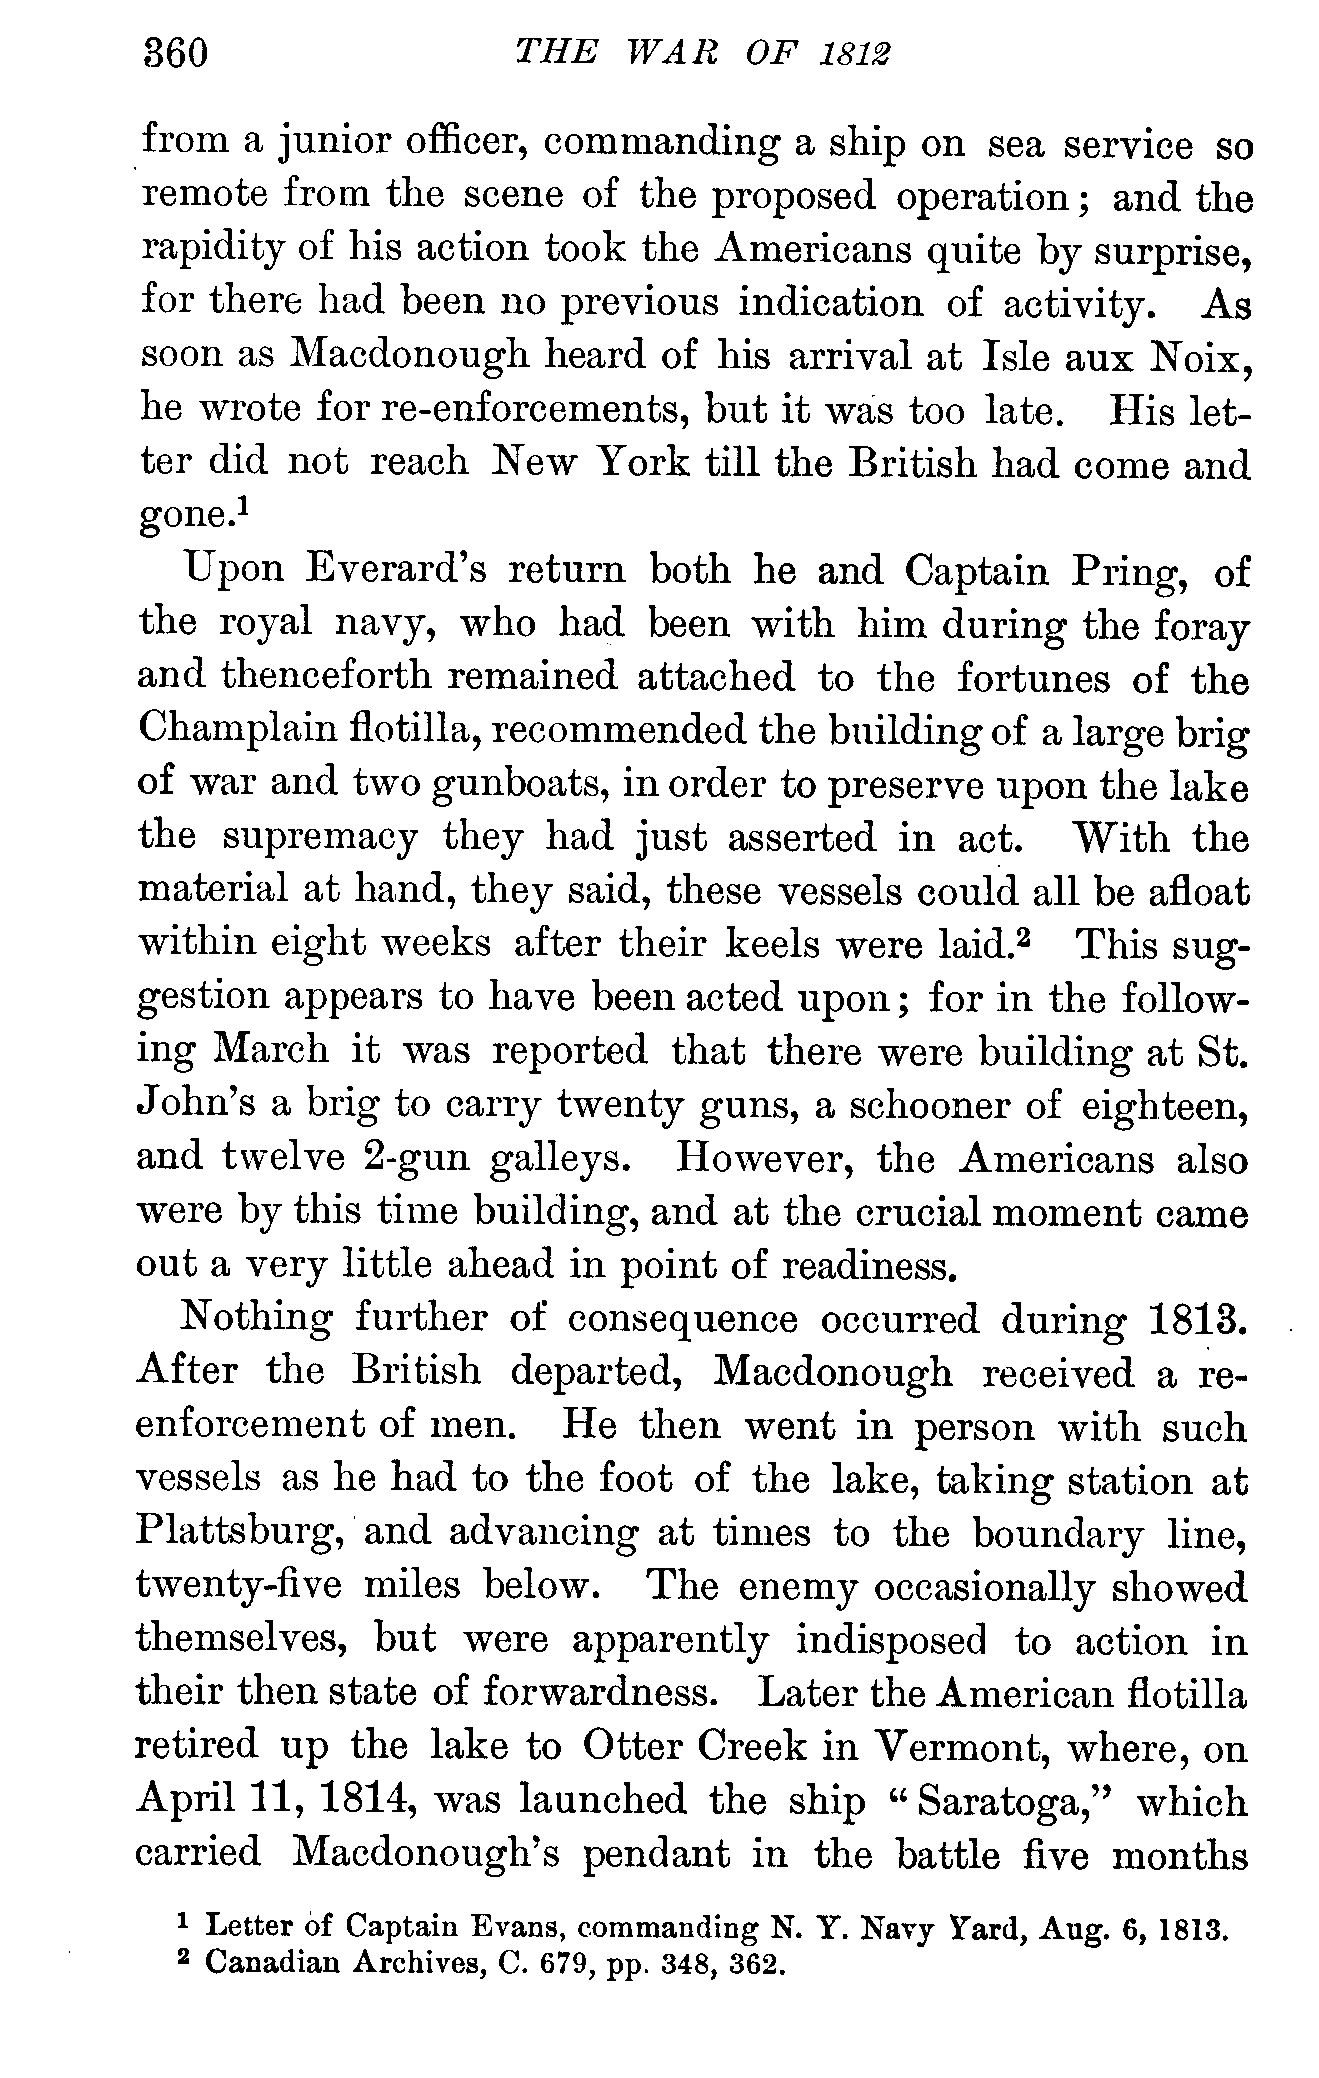 360 THE WAR OF 1812
from a junior officer, commanding a ship on sea service so
remote from the scene of the proposed operation; and the
rapidity of his action took the Americans quite by surprise,
for there had been no previous indication of activity. As
soon as Macdonough heard of his arrival at Isle aux Noix,
he wrote for re-enforcements, but it was too late. His let-
ter did not reach New York till the British had come and
gone.¹
Upon Everard's return both he and Captain Pring, of
the royal navy, who had been with him during the foray
and thenceforth remained attached to the fortunes of the
Champlain flotilla, recommended the building of a large brig
of war and two gunboats, in order to preserve upon the lake
the supremacy they had just asserted in act. With the
material at hand, they said, these vessels could all be afloat
within eight weeks after their keels were laid.² This sug-
gestion appears to have been acted upon; for in the follow-
ing March it was reported that there were building at St.
John's a brig to carry twenty guns, a schooner of eighteen,
and twelve 2-gun galleys. However, the Americans also
were by this time building, and at the crucial moment came
out a very little ahead in point of readiness.
Nothing further of consequence occurred during 1813.
After the British departed, Macdonough received a re-
enforcement of men. He then went in person with such
vessels as he had to the foot of the lake, taking station at
Plattsburg, and advancing at times to the boundary line,
twenty-five miles below. The enemy occasionally showed
themselves, but were apparently indisposed to action in
their then state of forwardness. Later the American flotilla
retired up the lake to Otter Creek in Vermont, where, on
April 11, 1814, was launched the ship "Saratoga," which
carried Macdonough's pendant in the battle five months
¹ Letter of Captain Evans, commanding N. Y. Navy Yard, Aug. 6, 1813.
² Canadian Archives, C. 679, pp. 348, 362.